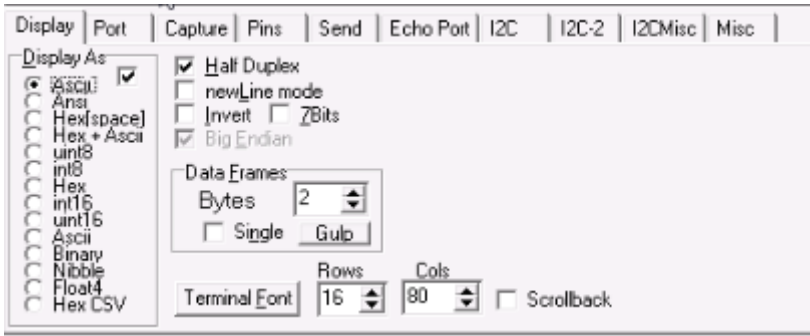 Display Port Capture Pins Send Echo Port I2C I2C-2 I2CMisc Misc
Display As
Ascii
Ansi
Hex[space]
Hex + Ascii
uint8
int8
Hex
int16
uint16
Ascii
Binary
Nibble
Float4
Hex CSV
Half Duplex
newLine mode
Invert 7Bits
Big Endian
Data Frames
Bytes 2
Single Gulp
Rows Cols
Terminal Font 16 80 Scrollback